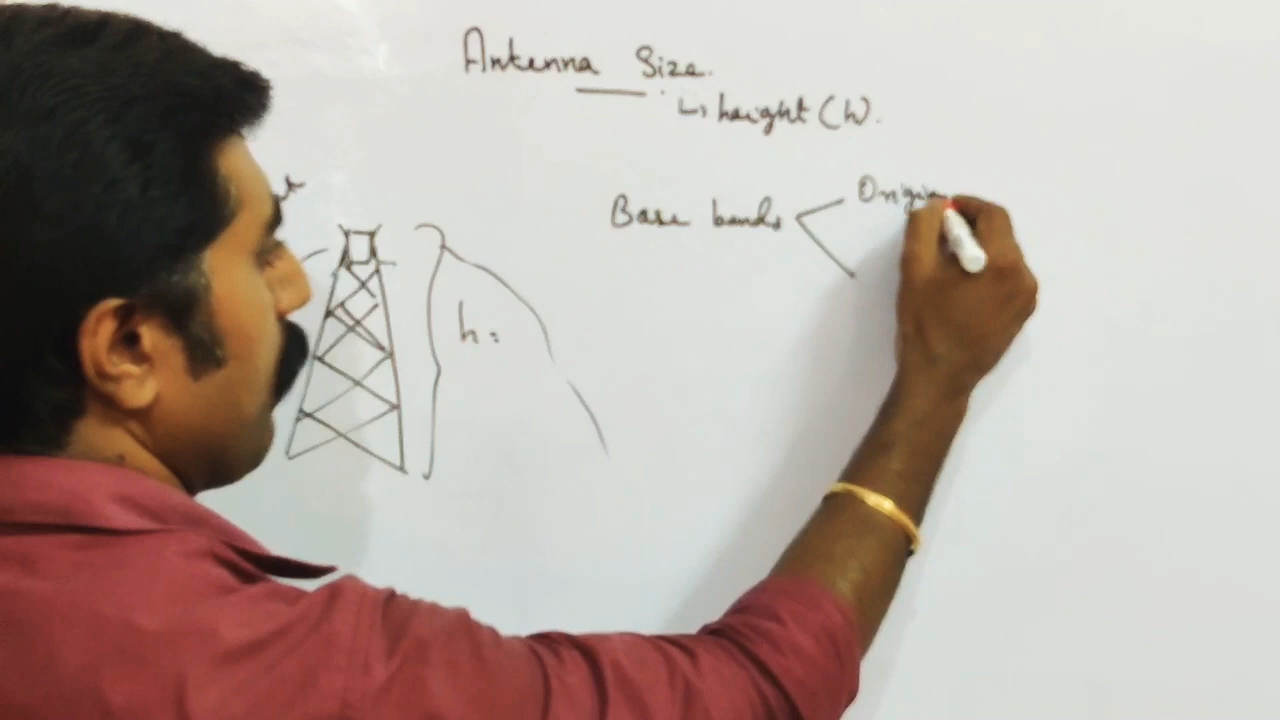 Antenna Size.
↳ height (h).
Base bands
h =